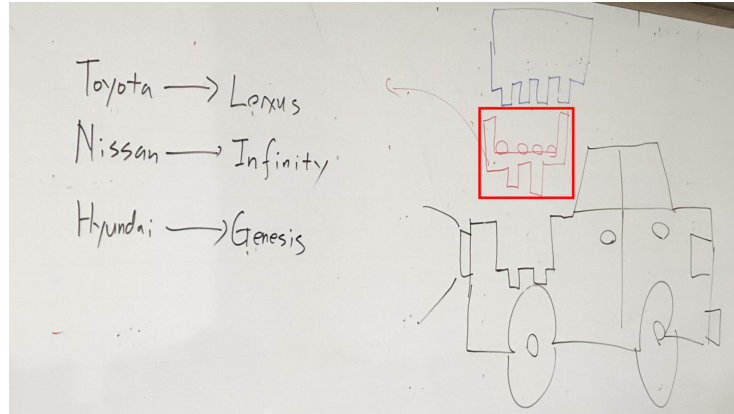 Toyota → Lexus
Nissan → Infinity
Hyundai → Genesis